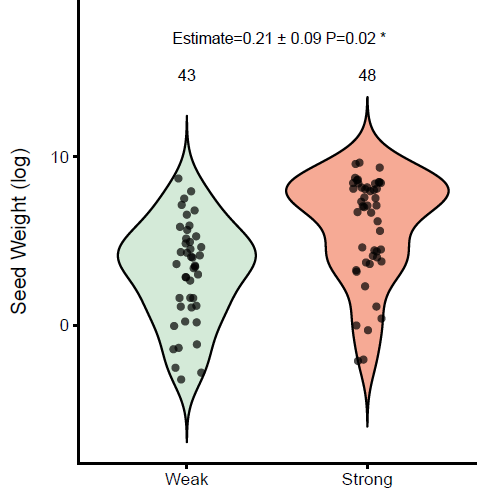 Estimate=0.21 ± 0.09 P=0.02 *
43 48
10
Seed Weight (log)
0
Weak Strong